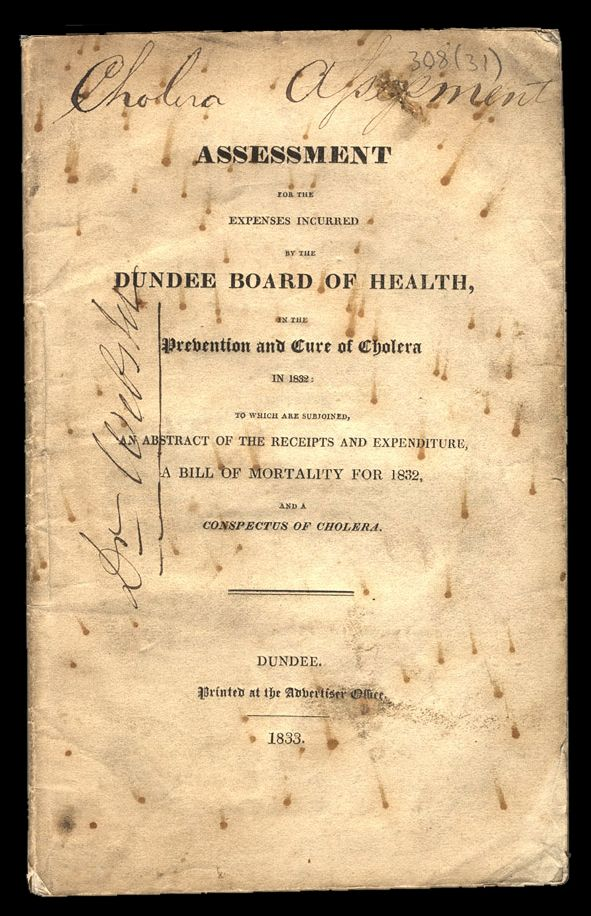 308(31)
Cholera Assessment
ASSESSMENT
FOR THE
EXPENSES INCURRED
BY THE
DUNDEE BOARD OF HEALTH,
IN THE
Prevention and Cure of Cholera
IN 1832:
TO WHICH ARE SUBJOINED,
AN ABSTRACT OF THE RECEIPTS AND EXPENDITURE,
A BILL OF MORTALITY FOR 1832,
AND A
CONSPECTUS OF CHOLERA.
Dr Webster
DUNDEE.
Printed at the Advertiser Office.
1833.